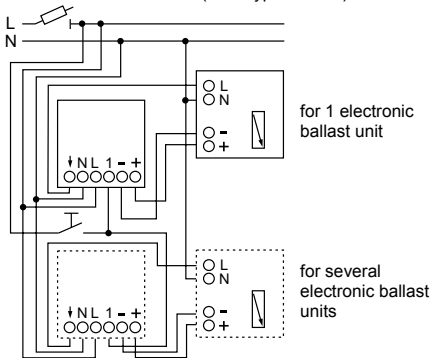 L
N
L
N
–
+
for 1 electronic
ballast unit
N L 1 – +
L
N
–
+
for several
electronic ballast
units
N L 1 – +